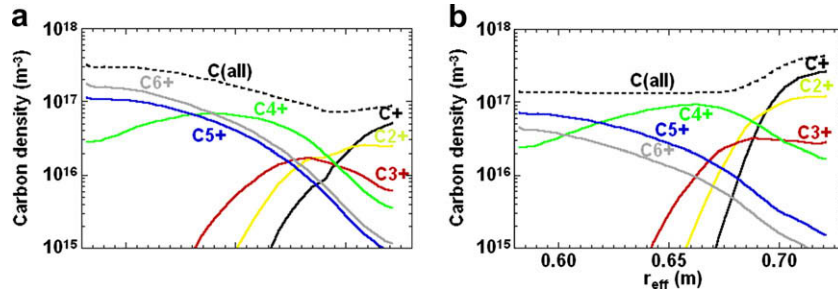 a
Carbon density (m⁻³)
10¹⁸
10¹⁷
10¹⁶
10¹⁵
C(all)
C6+
C4+
C5+
C+
C2+
C3+
b
Carbon density (m⁻³)
10¹⁸
10¹⁷
10¹⁶
10¹⁵
C+
C(all)
C2+
C4+
C5+
C3+
C6+
0.60
0.65
0.70
r_eff (m)